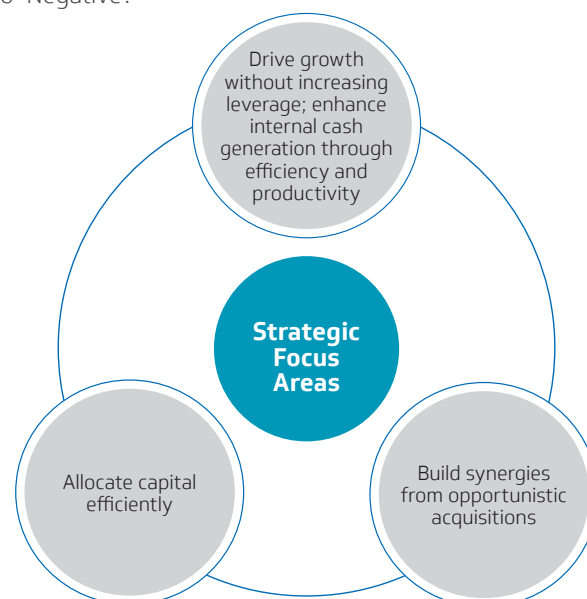 Negative'.
Drive growth
without increasing
leverage; enhance
internal cash
generation through
efficiency and
productivity
Strategic
Focus
Areas
Allocate capital
efficiently
Build synergies
from opportunistic
acquisitions